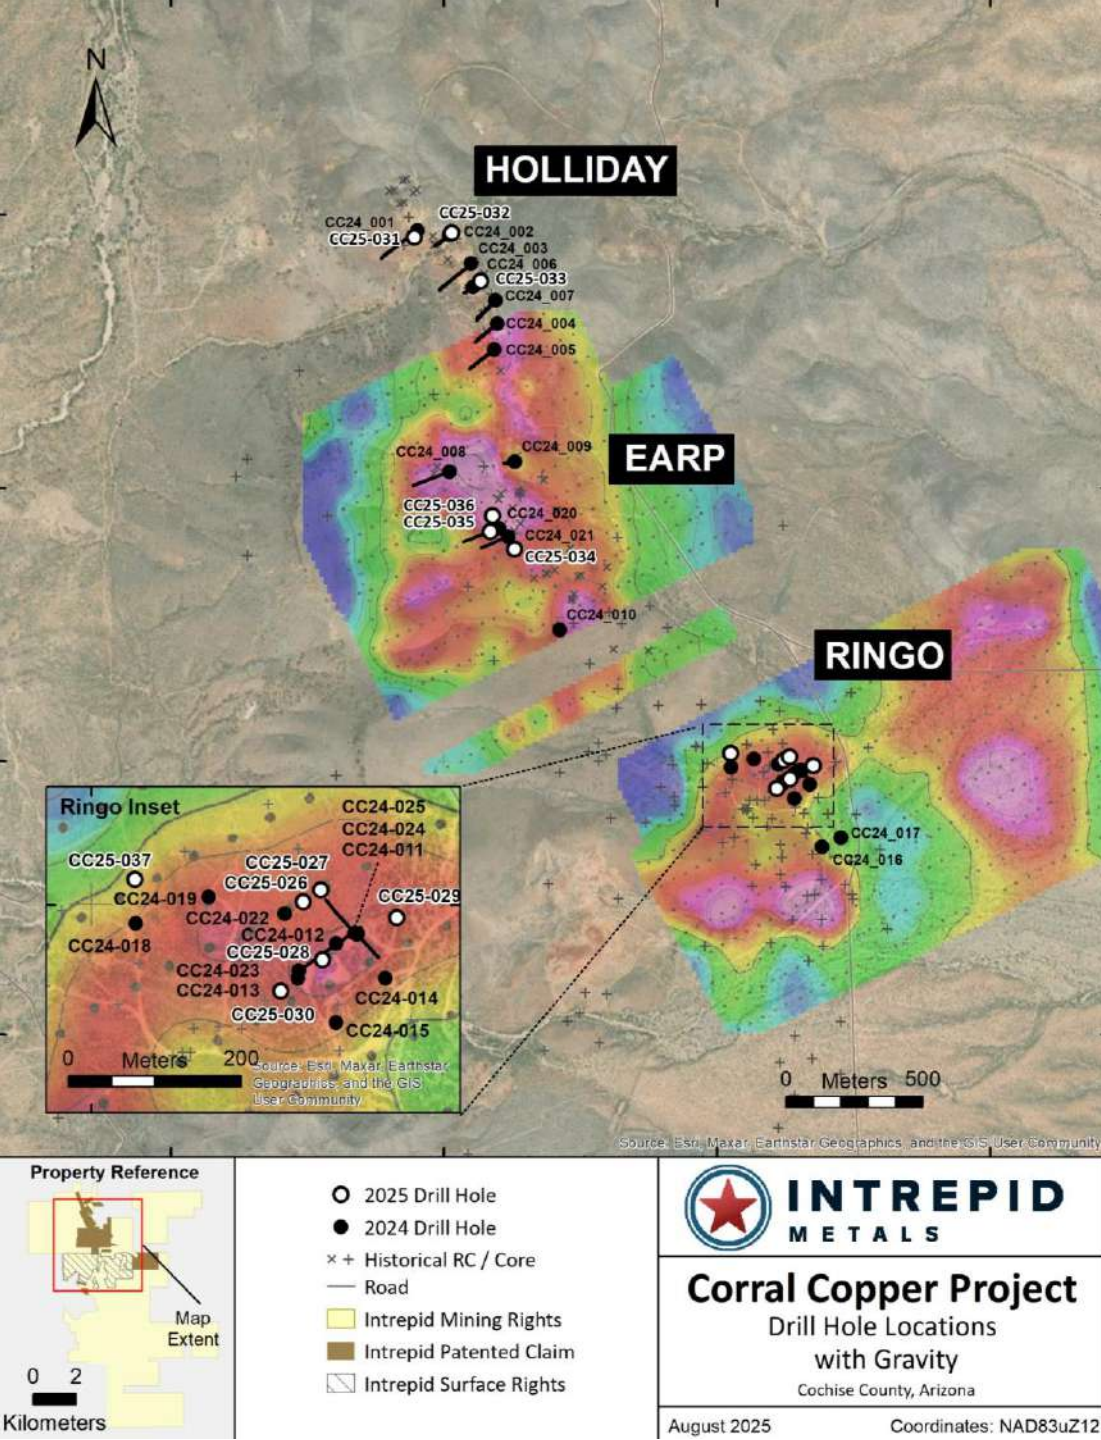 N
HOLLIDAY
CC25-032
CC24_001
CC24_002
CC25-031
CC24_003
CC24_006
CC25-033
CC24_007
CC24_004
CC24_005
CC24_009
CC24_008
EARP
CC25-036
CC24_020
CC25-035
CC24_021
CC25-034
CC24_010
RINGO
CC24_017
CC24_016
Ringo Inset
CC24-025
CC24-024
CC24-011
CC25-037
CC25-027
CC25-026
CC24-019
CC25-029
CC24-022
CC24-012
CC24-018
CC25-028
CC24-023
CC24-013
CC24-014
CC25-030
CC24-015
0 Meters 200
Source: Esri, Maxar, Earthstar
Geographics, and the GIS
User Community
0 Meters 500
Source: Esri, Maxar, Earthstar Geographics, and the GIS User Community
Property Reference
Map
Extent
0 2
Kilometers
2025 Drill Hole
2024 Drill Hole
× + Historical RC / Core
Road
Intrepid Mining Rights
Intrepid Patented Claim
Intrepid Surface Rights
INTREPID
METALS
Corral Copper Project
Drill Hole Locations
with Gravity
Cochise County, Arizona
August 2025 Coordinates: NAD83uZ12